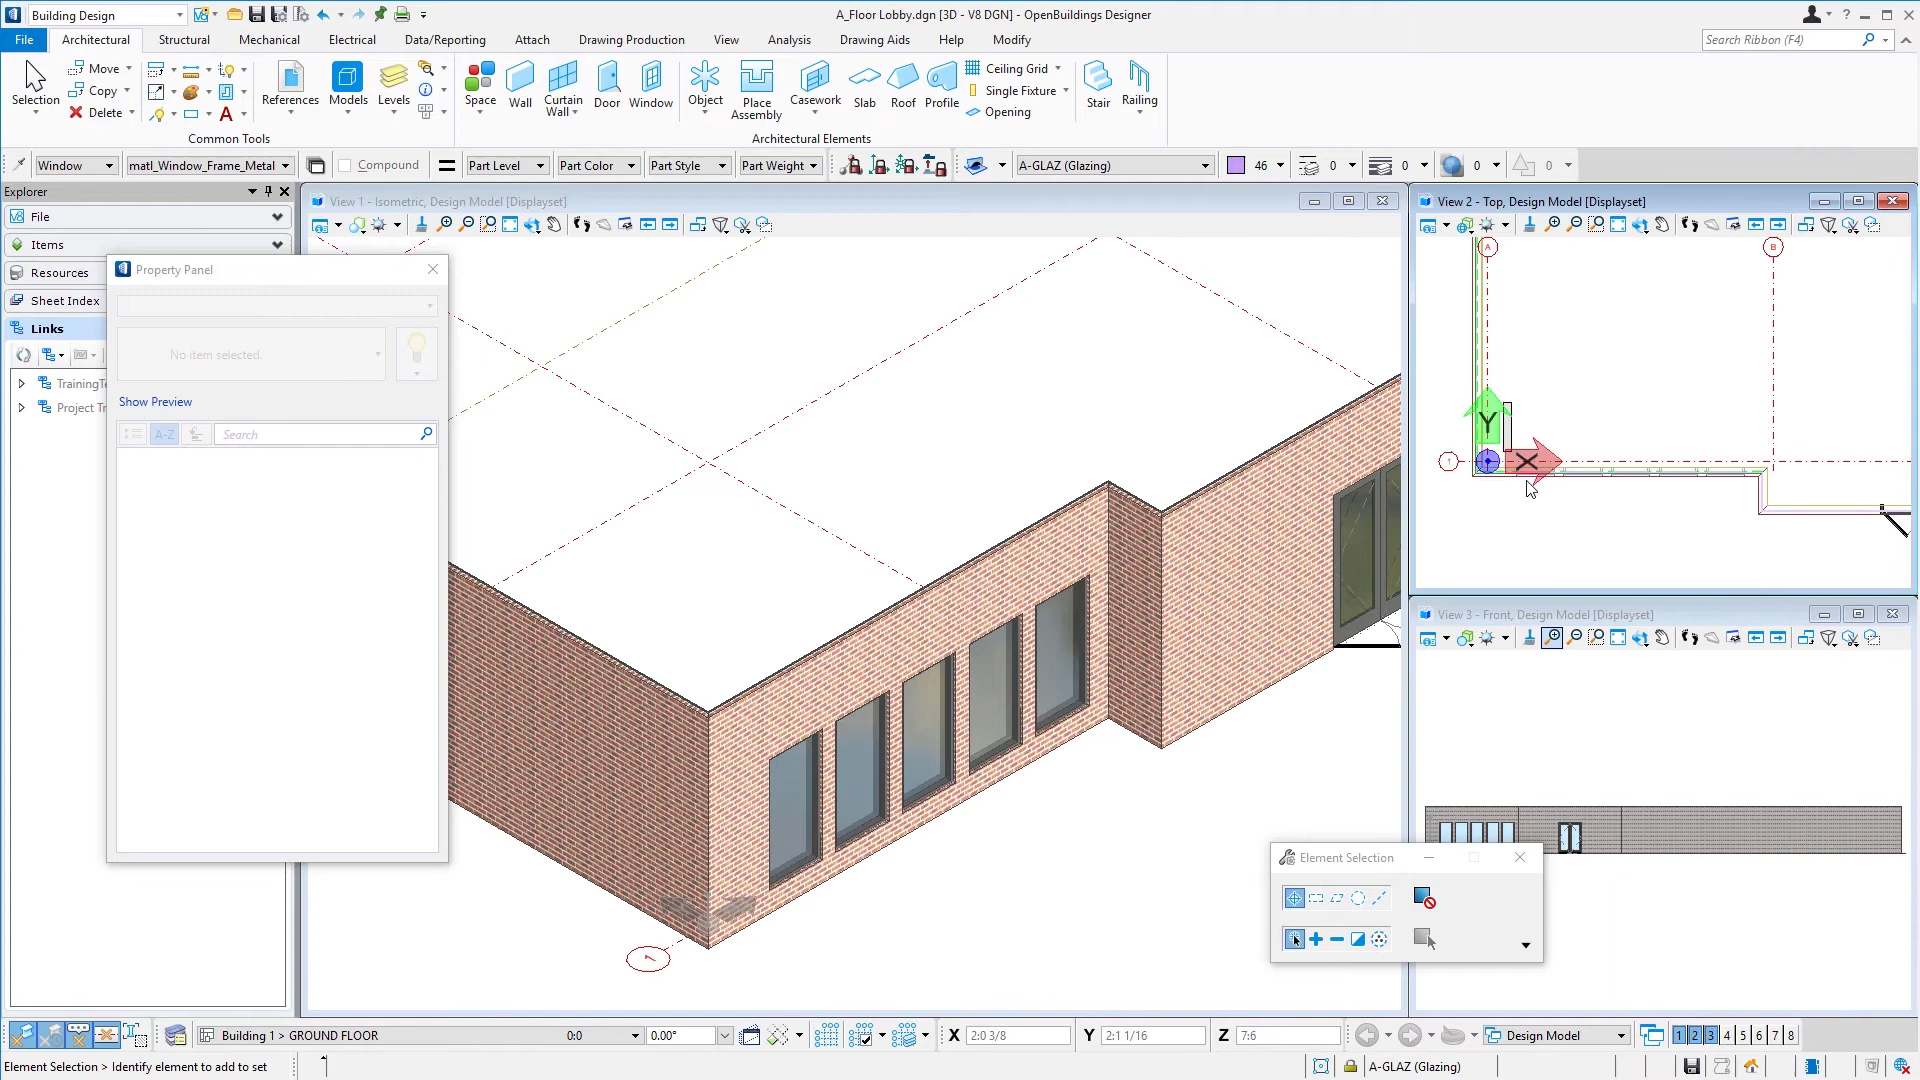 Building Design
A_Floor Lobby.dgn [3D - V8 DGN] - OpenBuildings Designer
File Architectural Structural Mechanical Electrical Data/Reporting Attach Drawing Production View Analysis Drawing Aids Help Modify
Search Ribbon (F4)
Move
Copy
Delete
Selection
References
Models
Levels
Common Tools
Space
Wall
Curtain
Wall
Door
Window
Object
Place
Assembly
Casework
Slab
Roof
Profile
Ceiling Grid
Single Fixture
Opening
Stair
Railing
Architectural Elements
Window matl_Window_Frame_Metal Compound Part Level Part Color Part Style Part Weight A-GLAZ (Glazing) 46 0 0 0 0
Explorer
File
Items
Resources
Sheet Index
Links
TrainingTe
Project Tr
Property Panel
No item selected.
Show Preview
A-Z
Search
View 1 - Isometric, Design Model [Displayset]
1
View 2 - Top, Design Model [Displayset]
A
B
Y
1
X
View 3 - Front, Design Model [Displayset]
Element Selection
Building 1 > GROUND FLOOR 0:0 0.00° X 2:0 3/8 Y 2:1 1/16 Z 7:6 Design Model 1 2 3 4 5 6 7 8
Element Selection > Identify element to add to set
A-GLAZ (Glazing)